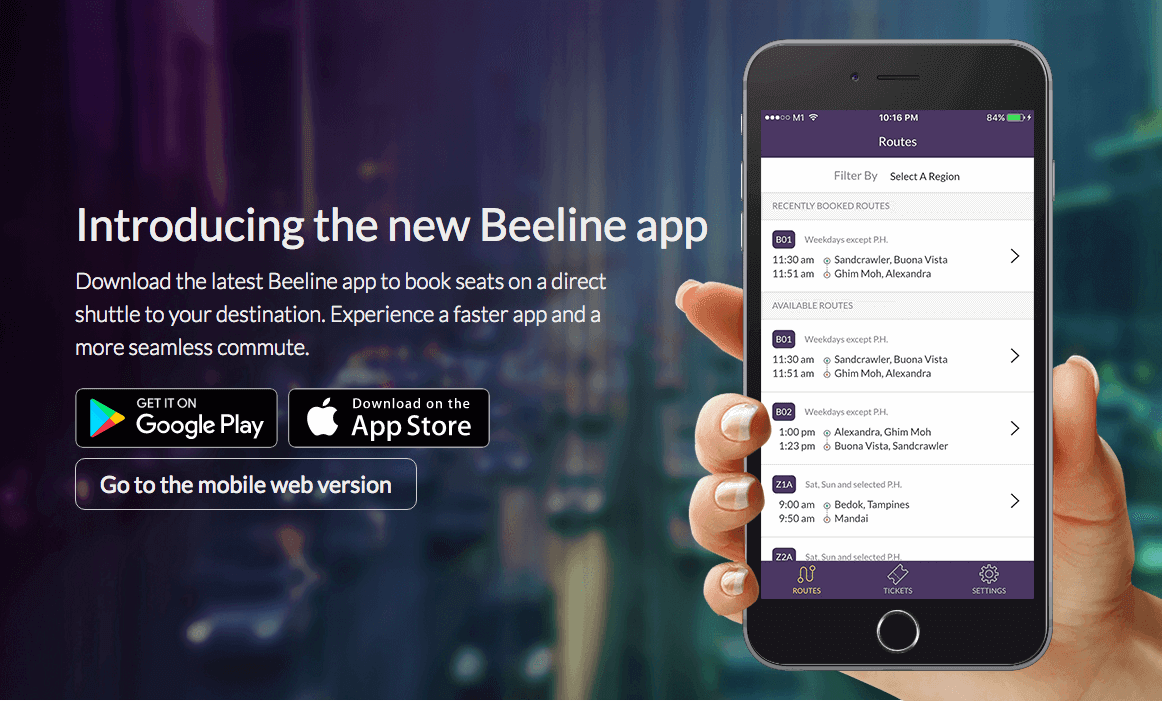 Introducing the new Beeline app
Download the latest Beeline app to book seats on a direct
shuttle to your destination. Experience a faster app and a
more seamless commute.
GET IT ON
Google Play
Download on the
App Store
Go to the mobile web version
M1 10:16 PM 84%
Routes
Filter By Select A Region
RECENTLY BOOKED ROUTES
B01 Weekdays except P.H.
11:30 am Sandcrawler, Buona Vista
11:51 am Ghim Moh, Alexandra
AVAILABLE ROUTES
B01 Weekdays except P.H.
11:30 am Sandcrawler, Buona Vista
11:51 am Ghim Moh, Alexandra
B02 Weekdays except P.H.
1:00 pm Alexandra, Ghim Moh
1:23 pm Buona Vista, Sandcrawler
Z1A Sat, Sun and selected P.H.
9:00 am Bedok, Tampines
9:50 am Mandai
Z2A Sat, Sun and selected P.H.
ROUTES TICKETS SETTINGS